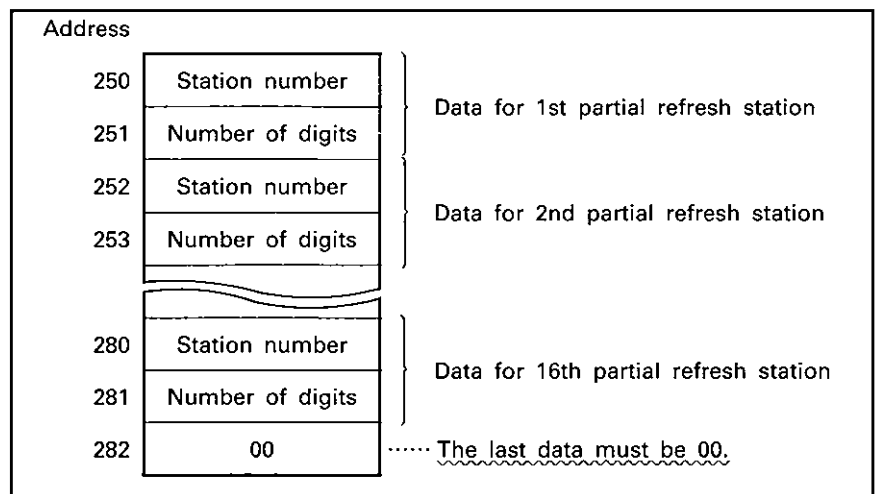 Address
250 Station number
Data for 1st partial refresh station
251 Number of digits
252 Station number
Data for 2nd partial refresh station
253 Number of digits
280 Station number
Data for 16th partial refresh station
281 Number of digits
282 00 ...... The last data must be 00.